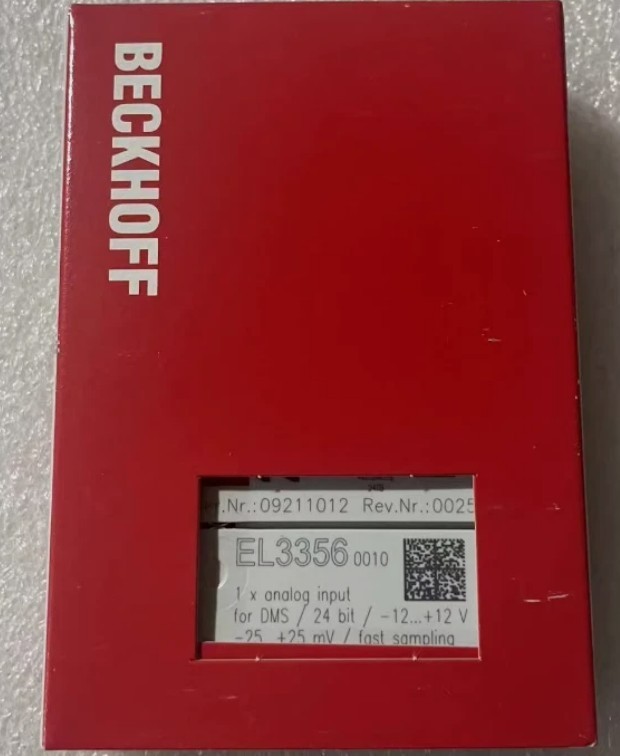 BECKHOFF
.Nr.:09211012 Rev.Nr.:0025
EL3356 0010
1 x analog input
for DMS / 24 bit / -12...+12 V
-25 +25 mV / fast sampling